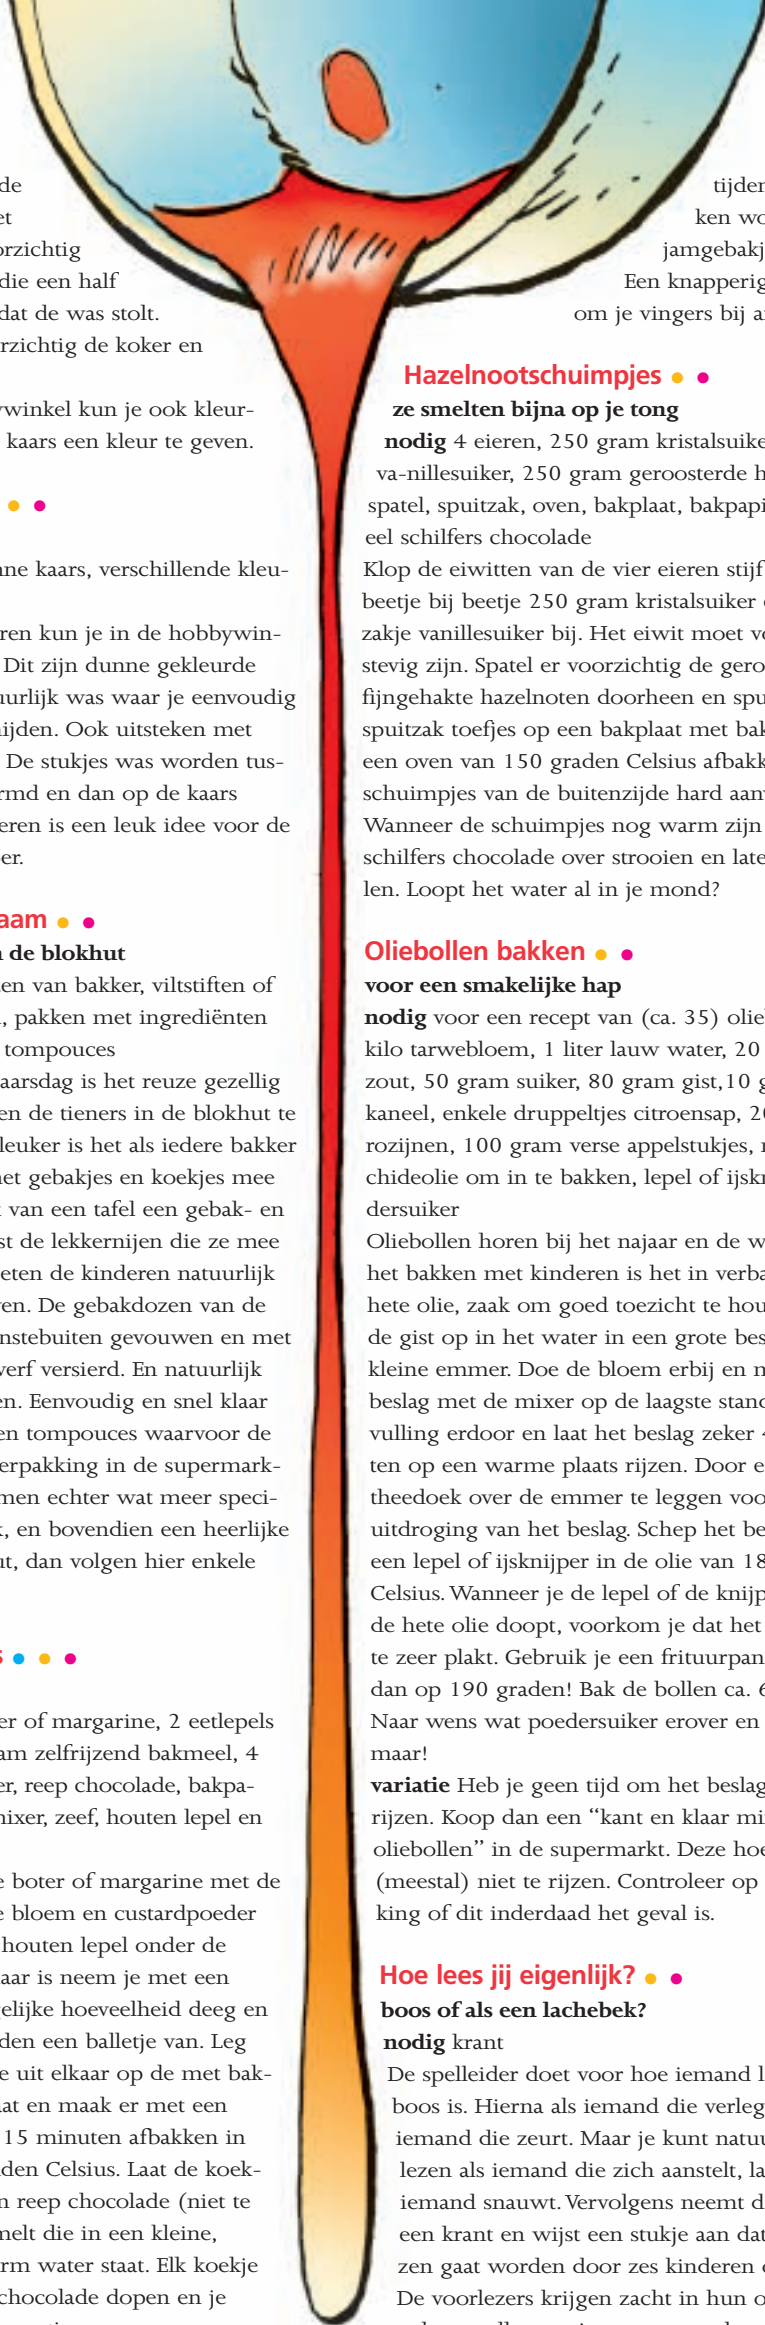 de
et
orzichtig
die een half
dat de was stolt.
rzichtig de koker en
ywinkel kun je ook kleur-
kaars een kleur te geven.
nne kaars, verschillende kleu-
ren kun je in de hobbywin-
Dit zijn dunne gekleurde
uurlijk was waar je eenvoudig
ijden. Ook uitsteken met
De stukjes was worden tus-
rmd en dan op de kaars
eren is een leuk idee voor de
er.
aam
n de blokhut
en van bakker, viltstiften of
, pakken met ingrediënten
tompouces
aarsdag is het reuze gezellig
en de tieners in de blokhut te
leuker is het als iedere bakker
net gebakjes en koekjes mee
van een tafel een gebak- en
st de lekkernijen die ze mee
eten de kinderen natuurlijk
ven. De gebakdozen van de
nstebuiten gevouwen en met
verf versierd. En natuurlijk
en. Eenvoudig en snel klaar
en tompouces waarvoor de
erpakking in de supermark-
men echter wat meer speci-
k, en bovendien een heerlijke
ut, dan volgen hier enkele
s
er of margarine, 2 eetlepels
am zelfrijzend bakmeel, 4
er, reep chocolade, bakpa-
mixer, zeef, houten lepel en
e boter of margarine met de
e bloem en custardpoeder
houten lepel onder de
aar is neem je met een
gelijke hoeveelheid deeg en
den een balletje van. Leg
e uit elkaar op de met bak-
at en maak er met een
15 minuten afbakken in
den Celsius. Laat de koek-
n reep chocolade (niet te
melt die in een kleine,
rm water staat. Elk koekje
chocolade dopen en je
tijden
ken wo
jamgebakj
Een knapperig
om je vingers bij a
Hazelnootschuimpjes
ze smelten bijna op je tong
nodig 4 eieren, 250 gram kristalsuike
va-nillesuiker, 250 gram geroosterde h
spatel, spuitzak, oven, bakplaat, bakpapi
eel schilfers chocolade
Klop de eiwitten van de vier eieren stijf
beetje bij beetje 250 gram kristalsuiker
zakje vanillesuiker bij. Het eiwit moet vo
stevig zijn. Spatel er voorzichtig de gero
fijngehakte hazelnoten doorheen en spu
spuitzak toefjes op een bakplaat met bak
een oven van 150 graden Celsius afbakk
schuimpjes van de buitenzijde hard aanv
Wanneer de schuimpjes nog warm zijn
schilfers chocolade over strooien en late
len. Loopt het water al in je mond?
Oliebollen bakken
voor een smakelijke hap
nodig voor een recept van (ca. 35) olieb
kilo tarwebloem, 1 liter lauw water, 20
zout, 50 gram suiker, 80 gram gist,10 g
kaneel, enkele druppeltjes citroensap, 20
rozijnen, 100 gram verse appelstukjes, r
chideolie om in te bakken, lepel of ijskn
dersuiker
Oliebollen horen bij het najaar en de w
het bakken met kinderen is het in verba
hete olie, zaak om goed toezicht te hou
de gist op in het water in een grote bes
kleine emmer. Doe de bloem erbij en m
beslag met de mixer op de laagste stand
vulling erdoor en laat het beslag zeker 4
ten op een warme plaats rijzen. Door e
theedoek over de emmer te leggen voo
uitdroging van het beslag. Schep het be
een lepel of ijsknijper in de olie van 18
Celsius. Wanneer je de lepel of de knijp
de hete olie doopt, voorkom je dat het
te zeer plakt. Gebruik je een frituurpan
dan op 190 graden! Bak de bollen ca. 6
Naar wens wat poedersuiker erover en
maar!
variatie Heb je geen tijd om het beslag
rijzen. Koop dan een “kant en klaar mix
oliebollen” in de supermarkt. Deze hoe
(meestal) niet te rijzen. Controleer op
king of dit inderdaad het geval is.
Hoe lees jij eigenlijk?
boos of als een lachebek?
nodig krant
De spelleider doet voor hoe iemand l
boos is. Hierna als iemand die verleg
iemand die zeurt. Maar je kunt natuu
lezen als iemand die zich aanstelt, la
iemand snauwt. Vervolgens neemt d
een krant en wijst een stukje aan dat
zen gaat worden door zes kinderen
De voorlezers krijgen zacht in hun o